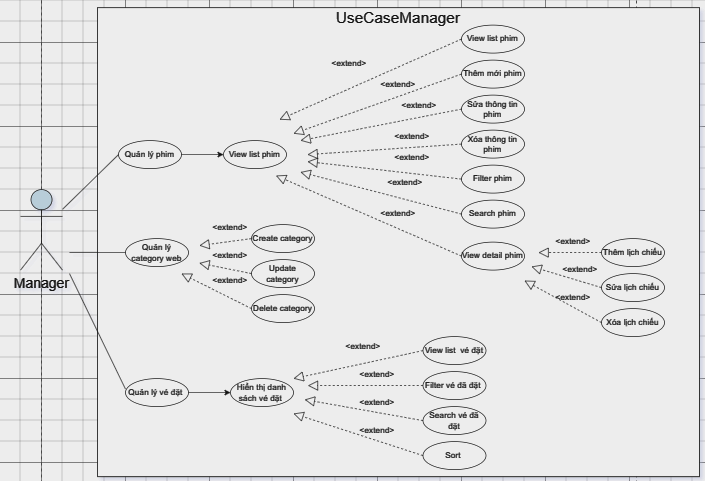 UseCaseManager
View list phim
<extend>
Thêm mới phim
<extend>
Sửa thông tin
phim
<extend>
Xóa thông tin
phim
<extend>
Quản lý phim
View list phim
<extend>
Filter phim
<extend>
Search phim
<extend>
View detail phim
<extend>
Thêm lịch chiếu
<extend>
Sửa lịch chiếu
<extend>
Xóa lịch chiếu
Manager
Quản lý
category web
<extend>
Create category
<extend>
Update
category
<extend>
Delete category
Quản lý vé đặt
Hiển thị danh
sách vé đặt
<extend>
View list vé đặt
<extend>
Filter vé đã đặt
<extend>
Search vé đã
đặt
<extend>
Sort